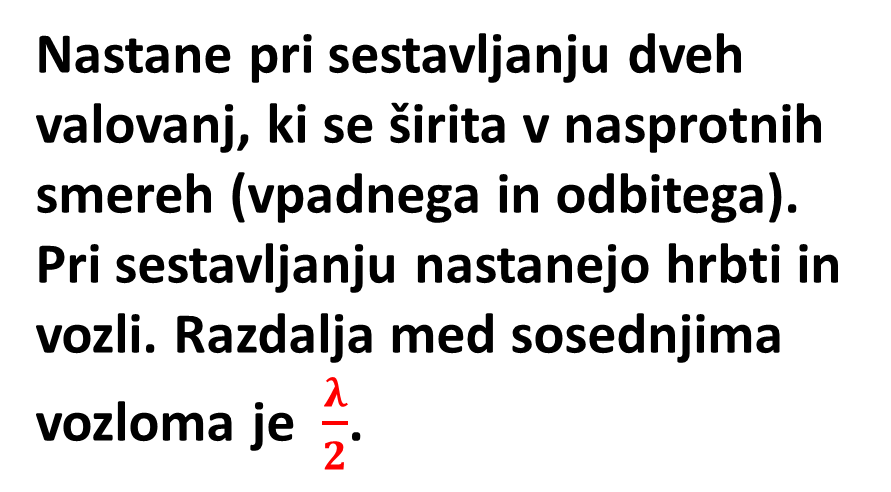 Nastane pri sestavljanju dveh
valovanj, ki se širita v nasprotnih
smereh (vpadnega in odbitega).
Pri sestavljanju nastanejo hrbti in
vozli. Razdalja med sosednjima
vozloma je λ/2.